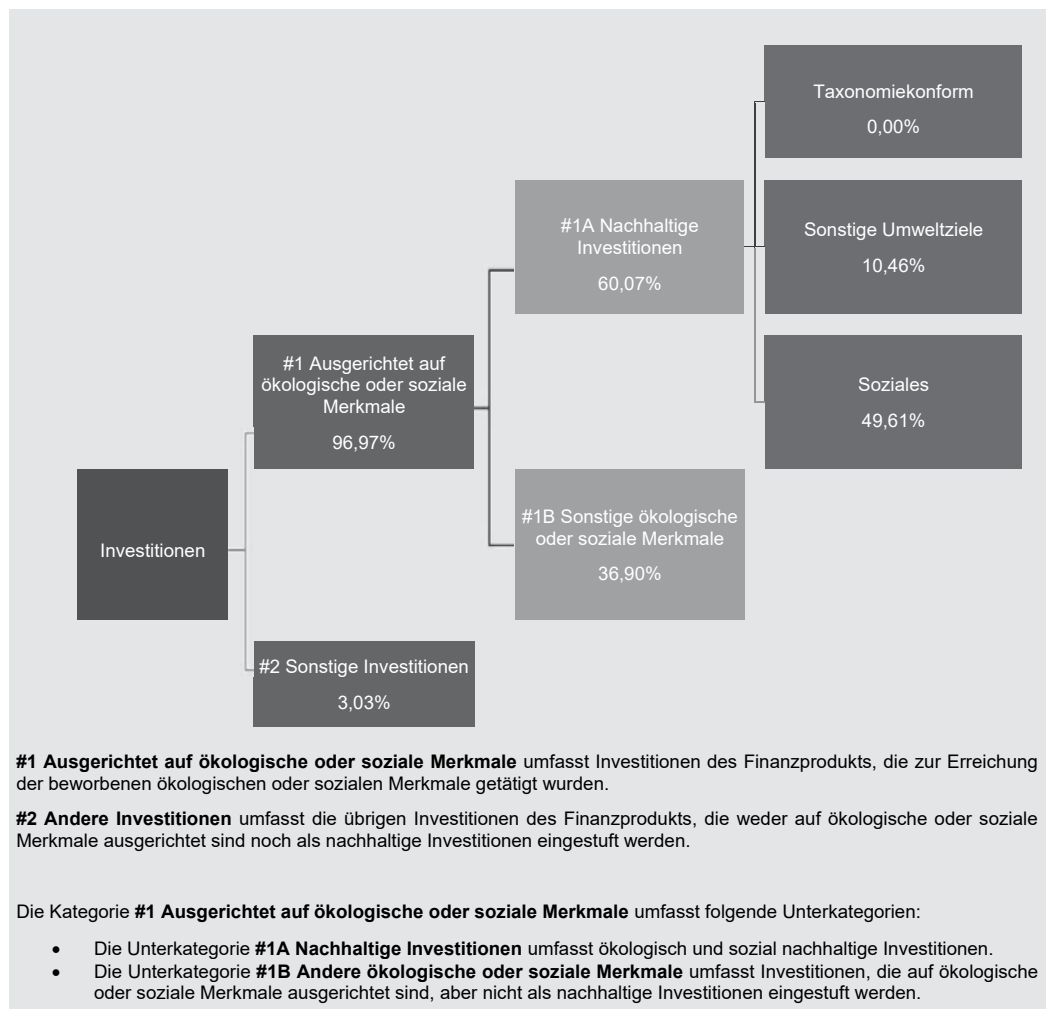 Taxonomiekonform
0,00%
#1A Nachhaltige
Investitionen
60,07%
Sonstige Umweltziele
10,46%
#1 Ausgerichtet auf
ökologische oder soziale
Merkmale
96,97%
Soziales
49,61%
Investitionen
#1B Sonstige ökologische
oder soziale Merkmale
36,90%
#2 Sonstige Investitionen
3,03%
#1 Ausgerichtet auf ökologische oder soziale Merkmale umfasst Investitionen des Finanzprodukts, die zur Erreichung
der beworbenen ökologischen oder sozialen Merkmale getätigt wurden.
#2 Andere Investitionen umfasst die übrigen Investitionen des Finanzprodukts, die weder auf ökologische oder soziale
Merkmale ausgerichtet sind noch als nachhaltige Investitionen eingestuft werden.
Die Kategorie #1 Ausgerichtet auf ökologische oder soziale Merkmale umfasst folgende Unterkategorien:
• Die Unterkategorie #1A Nachhaltige Investitionen umfasst ökologisch und sozial nachhaltige Investitionen.
• Die Unterkategorie #1B Andere ökologische oder soziale Merkmale umfasst Investitionen, die auf ökologische
oder soziale Merkmale ausgerichtet sind, aber nicht als nachhaltige Investitionen eingestuft werden.